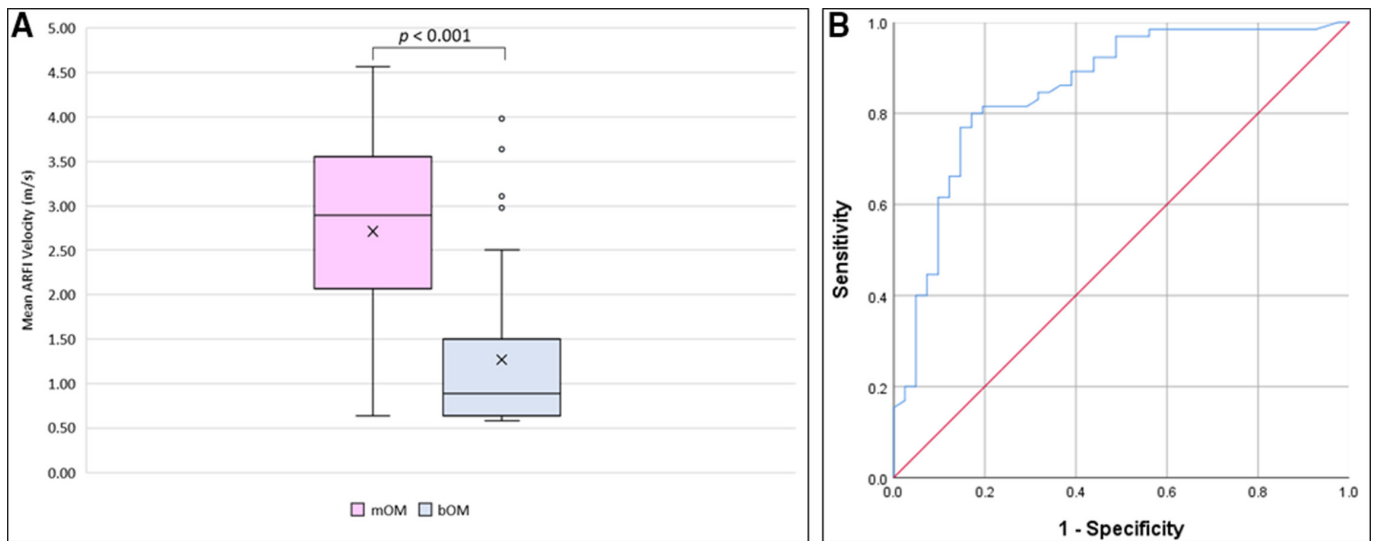 A
5.00
p < 0.001
4.50
4.00
3.50
3.00
2.50
2.00
1.50
1.00
0.50
0.00
Mean ARFI Velocity (m/s)
mOM bOM
B
1.0
0.8
0.6
0.4
0.2
0.0
Sensitivity
0.0 0.2 0.4 0.6 0.8 1.0
1 - Specificity